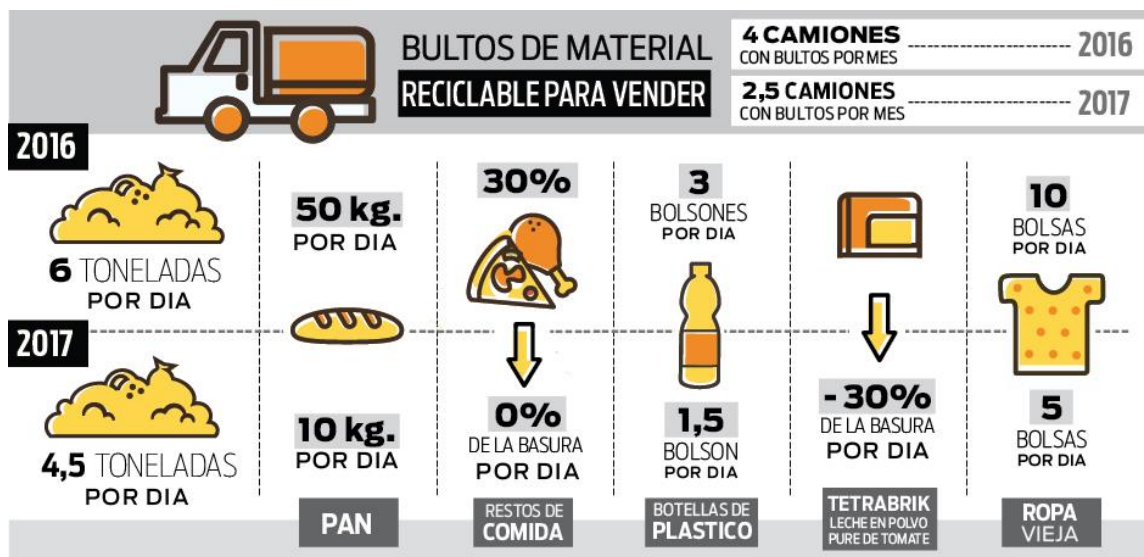 BULTOS DE MATERIAL
RECICLABLE PARA VENDER
4 CAMIONES
CON BULTOS POR MES
2016
2,5 CAMIONES
CON BULTOS POR MES
2017
2016
6 TONELADAS
POR DIA
50 kg.
POR DIA
30%
3
BOLSONES
POR DIA
10
BOLSAS
POR DIA
2017
4,5 TONELADAS
POR DIA
10 kg.
POR DIA
0%
DE LA BASURA
POR DIA
1,5
BOLSON
POR DIA
- 30%
DE LA BASURA
POR DIA
5
BOLSAS
POR DIA
PAN
RESTOS DE
COMIDA
BOTELLAS DE
PLASTICO
TETRABRIK
LECHE EN POLVO
PURE DE TOMATE
ROPA
VIEJA